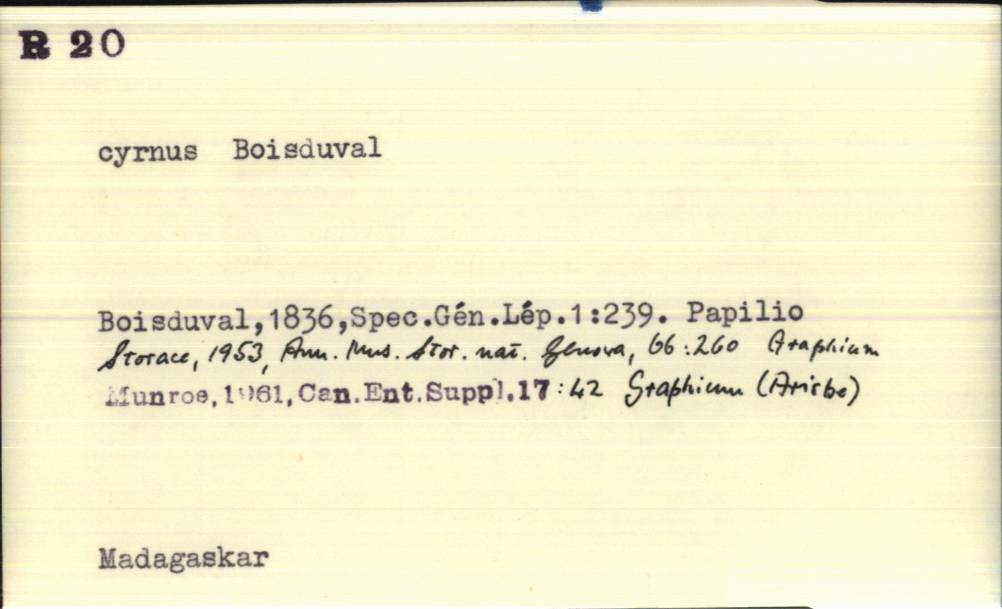 R 20
cyrnus Boisduval
Boisduval,1836,Spec.Gén.Lép.1:239. Papilio
Storace, 1953, Ann. Mus. Stor. nat. Genova, 66:260 Graphium
Munroe,1961,Can.Ent.Suppl.17:42 Graphium (Arisbe)
Madagaskar